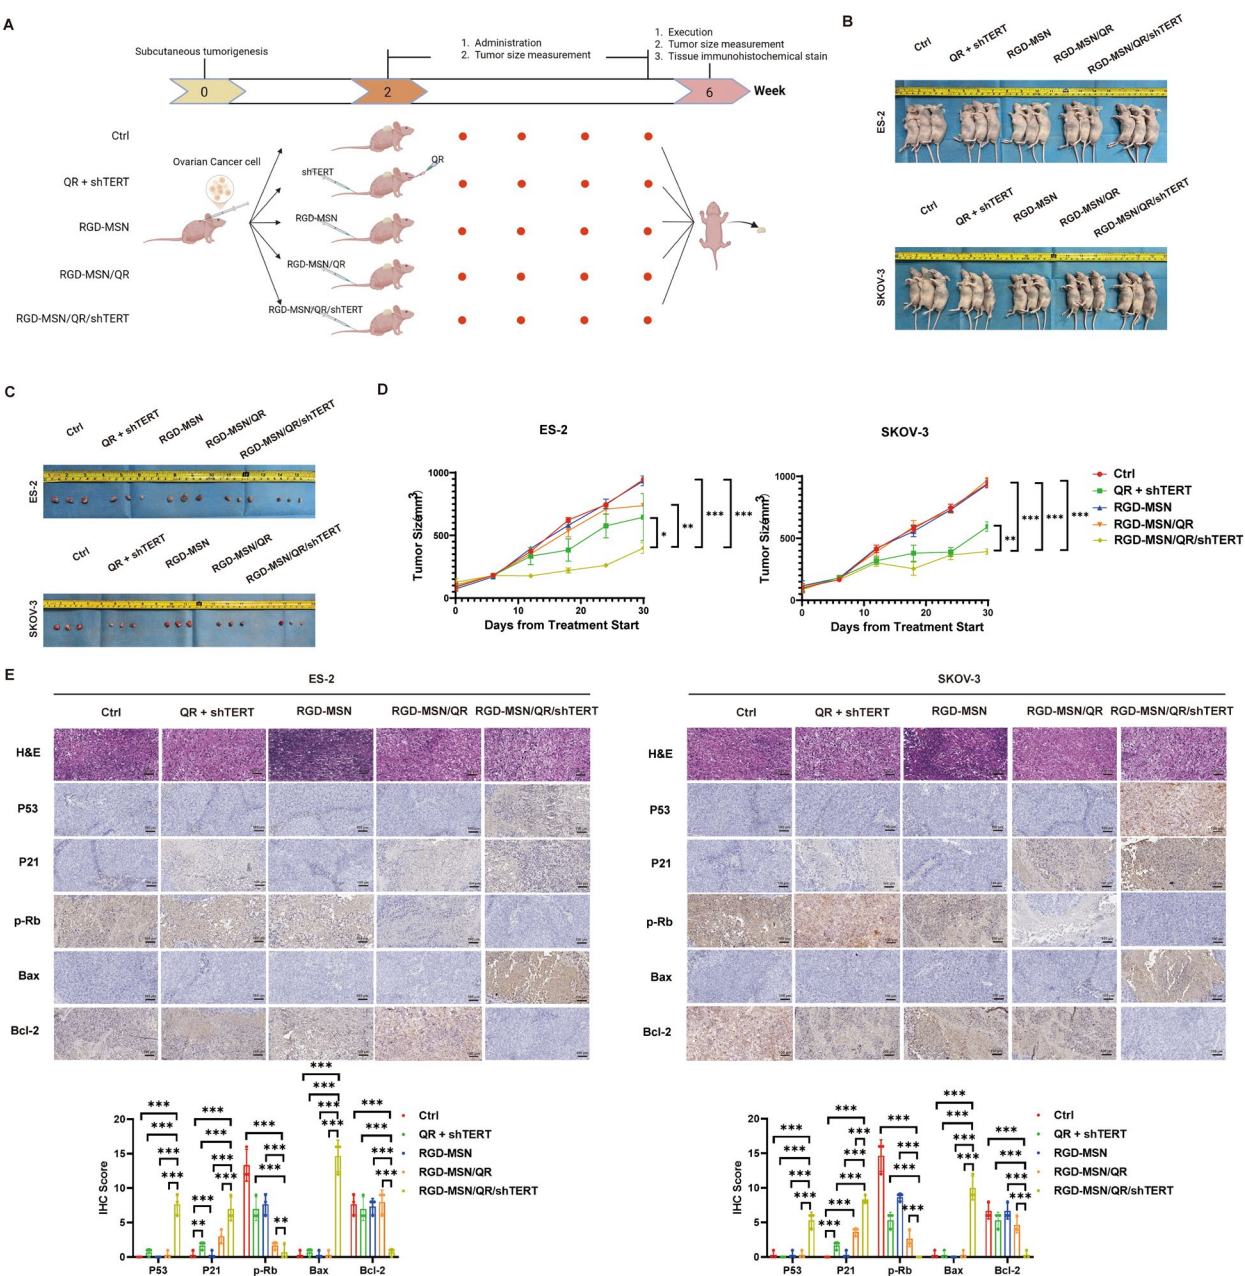 A
Subcutaneous tumorigenesis
1. Administration
2. Tumor size measurement
1. Execution
2. Tumor size measurement
3. Tissue immunohistochemical stain
0
2
6
Week
Ctrl
QR + shTERT
RGD-MSN
RGD-MSN/QR
RGD-MSN/QR/shTERT
Ovarian Cancer cell
shTERT
QR
RGD-MSN
RGD-MSN/QR
RGD-MSN/QR/shTERT
B
Ctrl
QR + shTERT
RGD-MSN
RGD-MSN/QR
RGD-MSN/QR/shTERT
ES-2
Ctrl
QR + shTERT
RGD-MSN
RGD-MSN/QR
RGD-MSN/QR/shTERT
SKOV-3
C
Ctrl
QR + shTERT
RGD-MSN
RGD-MSN/QR
RGD-MSN/QR/shTERT
ES-2
Ctrl
QR + shTERT
RGD-MSN
RGD-MSN/QR
RGD-MSN/QR/shTERT
SKOV-3
D
ES-2
1000
500
0
0 10 20 30
Days from Treatment Start
*
**
***
***
SKOV-3
1000
500
0
0 10 20 30
Days from Treatment Start
**
***
***
***
Ctrl
QR + shTERT
RGD-MSN
RGD-MSN/QR
RGD-MSN/QR/shTERT
E
ES-2
Ctrl QR + shTERT RGD-MSN RGD-MSN/QR RGD-MSN/QR/shTERT
H&E
P53
P21
p-Rb
Bax
Bcl-2
SKOV-3
Ctrl QR + shTERT RGD-MSN RGD-MSN/QR RGD-MSN/QR/shTERT
H&E
P53
P21
p-Rb
Bax
Bcl-2
IHC Score
20
15
10
5
0
P53 P21 p-Rb Bax Bcl-2
Ctrl
QR + shTERT
RGD-MSN
RGD-MSN/QR
RGD-MSN/QR/shTERT
IHC Score
20
15
10
5
0
P53 P21 p-Rb Bax Bcl-2
Ctrl
QR + shTERT
RGD-MSN
RGD-MSN/QR
RGD-MSN/QR/shTERT